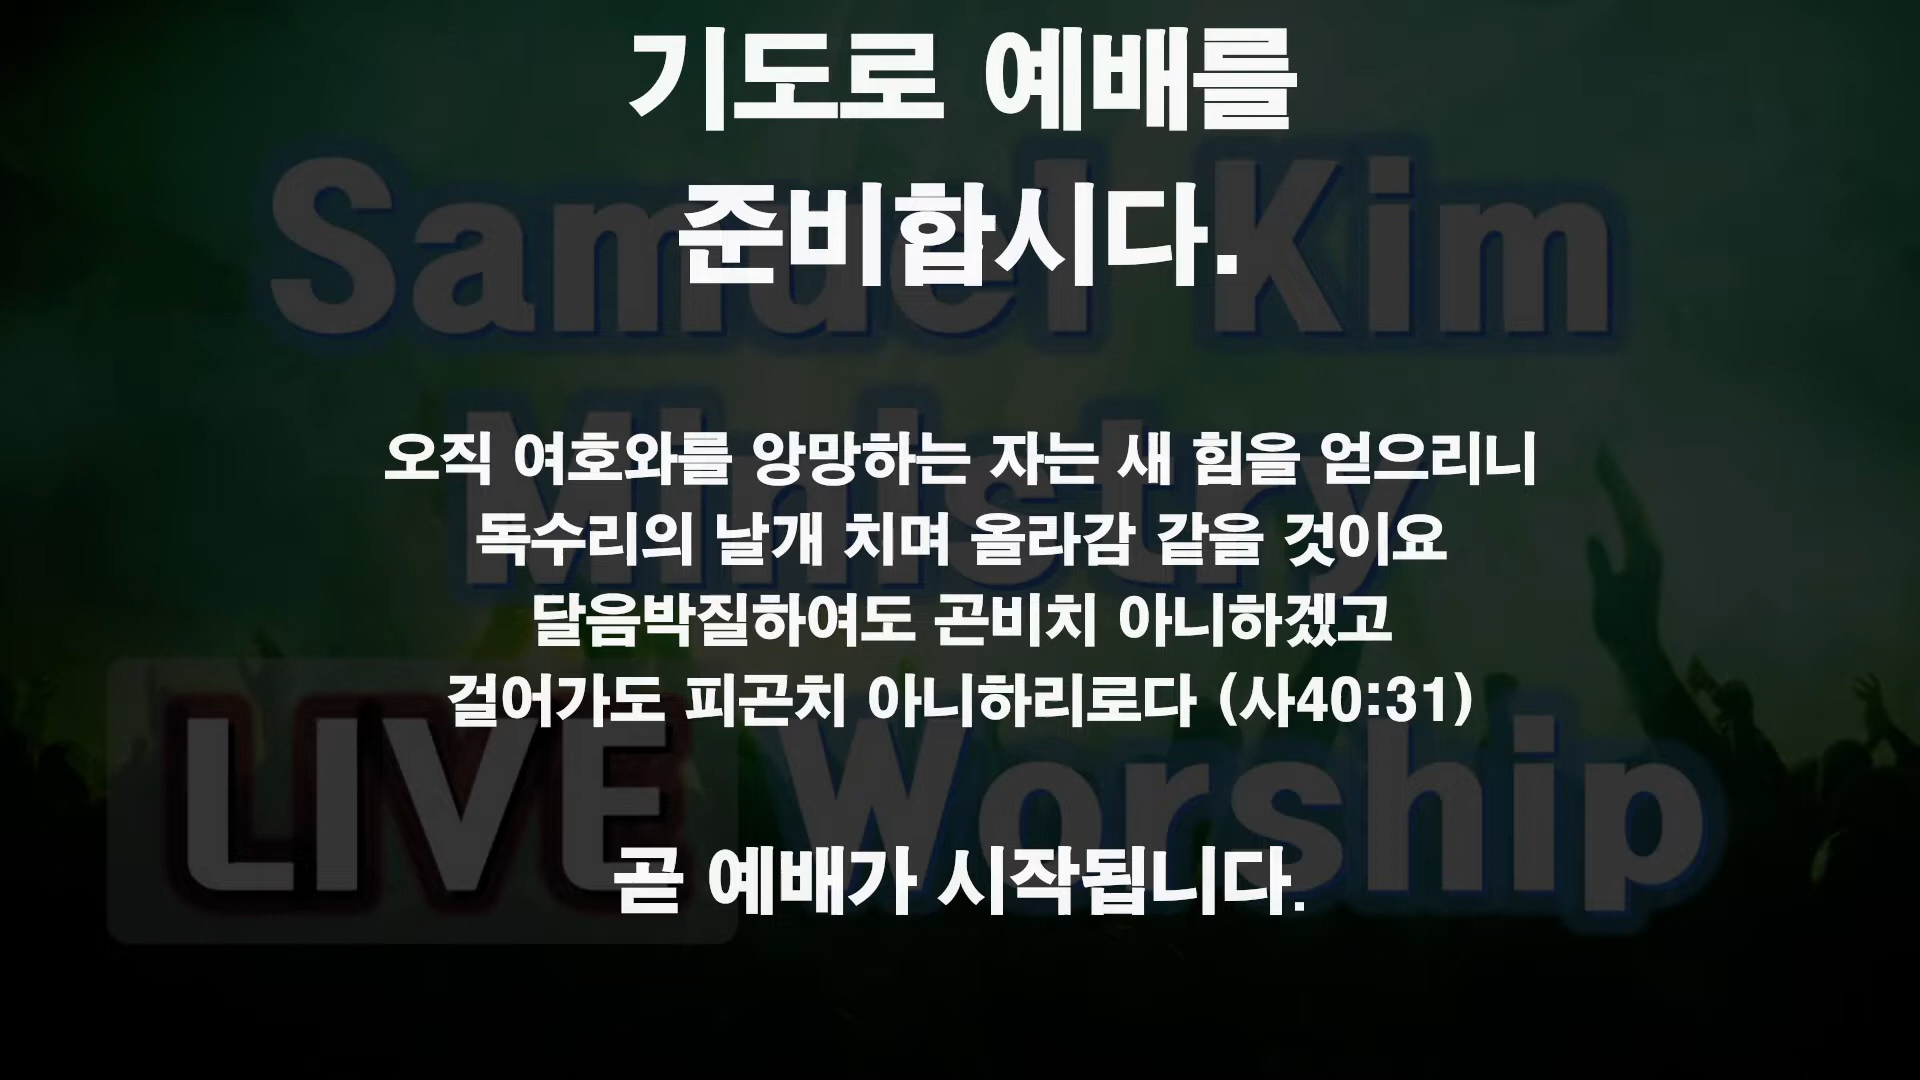 기도로 예배를
준비합시다.
Samuel Kim
Ministry
오직 여호와를 앙망하는 자는 새 힘을 얻으리니
독수리의 날개 치며 올라감 같을 것이요
달음박질하여도 곤비치 아니하겠고
걸어가도 피곤치 아니하리로다 (사40:31)
LIVE Worship
곧 예배가 시작됩니다.